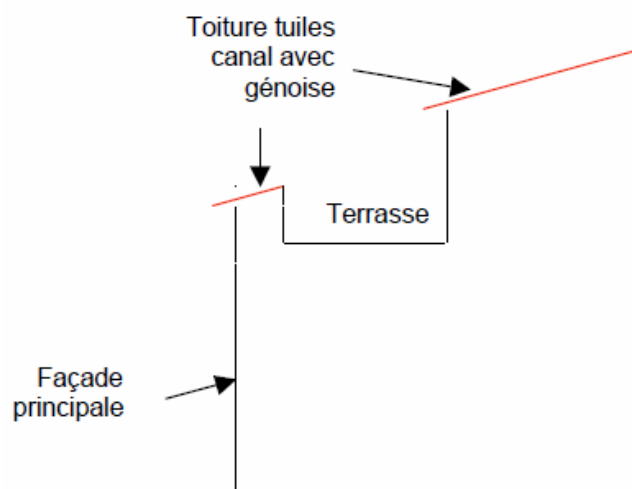 Toiture tuiles
canal avec
génoise
Terrasse
Façade
principale